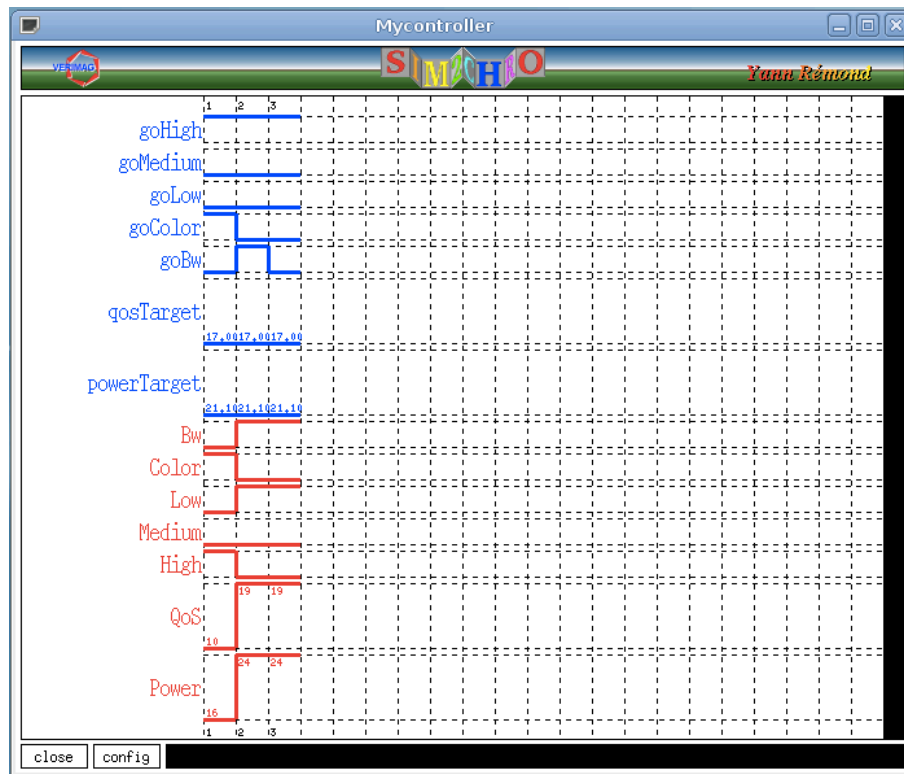 Mycontroller
VERIMAG
SIM2CHRO
Yann Rémond
1 2 3
goHigh
goMedium
goLow
goColor
goBw
qosTarget
17,00 17,00 17,00
powerTarget
21,10 21,10 21,10
Bw
Color
Low
Medium
High
19 19
QoS
10
24 24
Power
16
1 2 3
close config